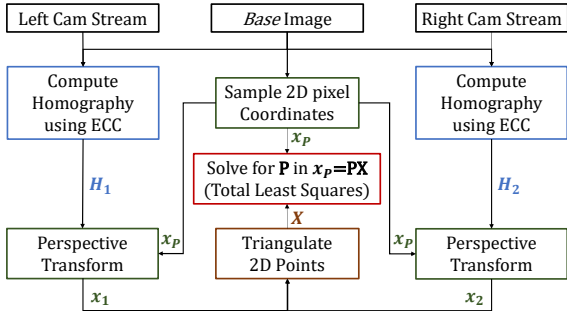 Left Cam Stream
Base Image
Right Cam Stream
Compute
Homography
using ECC
Sample 2D pixel
Coordinates
Compute
Homography
using ECC
x_P
Solve for P in x_P=PX
(Total Least Squares)
H_1
H_2
X
x_P
x_P
Perspective
Transform
Triangulate
2D Points
Perspective
Transform
x_1
x_2